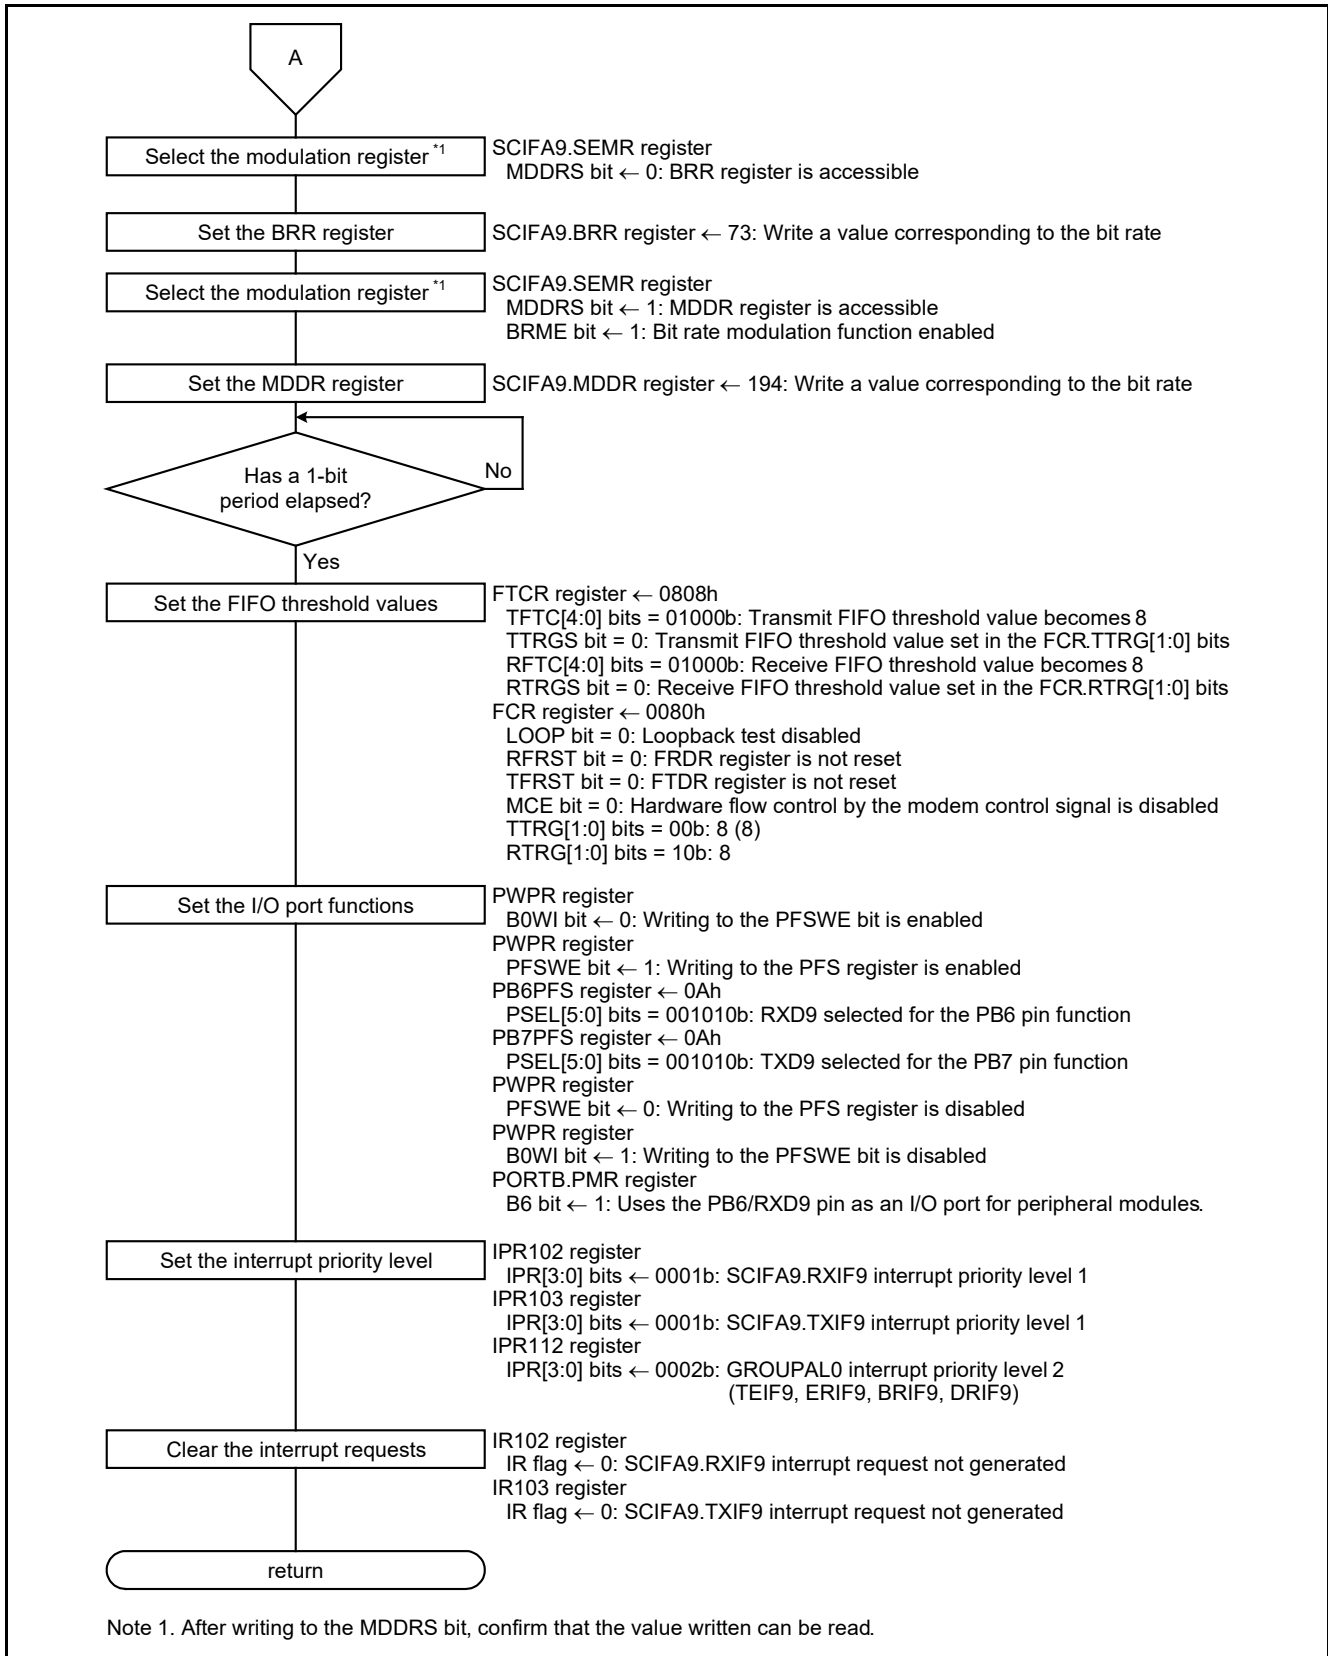 A
Select the modulation register *1
SCIFA9.SEMR register
MDDRS bit ← 0: BRR register is accessible
Set the BRR register
SCIFA9.BRR register ← 73: Write a value corresponding to the bit rate
Select the modulation register *1
SCIFA9.SEMR register
MDDRS bit ← 1: MDDR register is accessible
BRME bit ← 1: Bit rate modulation function enabled
Set the MDDR register
SCIFA9.MDDR register ← 194: Write a value corresponding to the bit rate
Has a 1-bit
period elapsed?
No
Yes
Set the FIFO threshold values
FTCR register ← 0808h
TFTC[4:0] bits = 01000b: Transmit FIFO threshold value becomes 8
TTRGS bit = 0: Transmit FIFO threshold value set in the FCR.TTRG[1:0] bits
RFTC[4:0] bits = 01000b: Receive FIFO threshold value becomes 8
RTRGS bit = 0: Receive FIFO threshold value set in the FCR.RTRG[1:0] bits
FCR register ← 0080h
LOOP bit = 0: Loopback test disabled
RFRST bit = 0: FRDR register is not reset
TFRST bit = 0: FTDR register is not reset
MCE bit = 0: Hardware flow control by the modem control signal is disabled
TTRG[1:0] bits = 00b: 8 (8)
RTRG[1:0] bits = 10b: 8
Set the I/O port functions
PWPR register
B0WI bit ← 0: Writing to the PFSWE bit is enabled
PWPR register
PFSWE bit ← 1: Writing to the PFS register is enabled
PB6PFS register ← 0Ah
PSEL[5:0] bits = 001010b: RXD9 selected for the PB6 pin function
PB7PFS register ← 0Ah
PSEL[5:0] bits = 001010b: TXD9 selected for the PB7 pin function
PWPR register
PFSWE bit ← 0: Writing to the PFS register is disabled
PWPR register
B0WI bit ← 1: Writing to the PFSWE bit is disabled
PORTB.PMR register
B6 bit ← 1: Uses the PB6/RXD9 pin as an I/O port for peripheral modules.
Set the interrupt priority level
IPR102 register
IPR[3:0] bits ← 0001b: SCIFA9.RXIF9 interrupt priority level 1
IPR103 register
IPR[3:0] bits ← 0001b: SCIFA9.TXIF9 interrupt priority level 1
IPR112 register
IPR[3:0] bits ← 0002b: GROUPAL0 interrupt priority level 2
(TEIF9, ERIF9, BRIF9, DRIF9)
Clear the interrupt requests
IR102 register
IR flag ← 0: SCIFA9.RXIF9 interrupt request not generated
IR103 register
IR flag ← 0: SCIFA9.TXIF9 interrupt request not generated
return
Note 1. After writing to the MDDRS bit, confirm that the value written can be read.